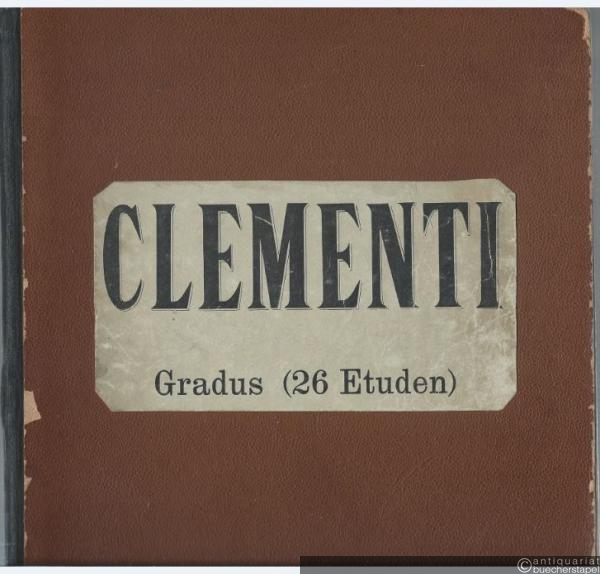 CLEMENTI
Gradus (26 Etuden)
© antiquariat
buecherstapel